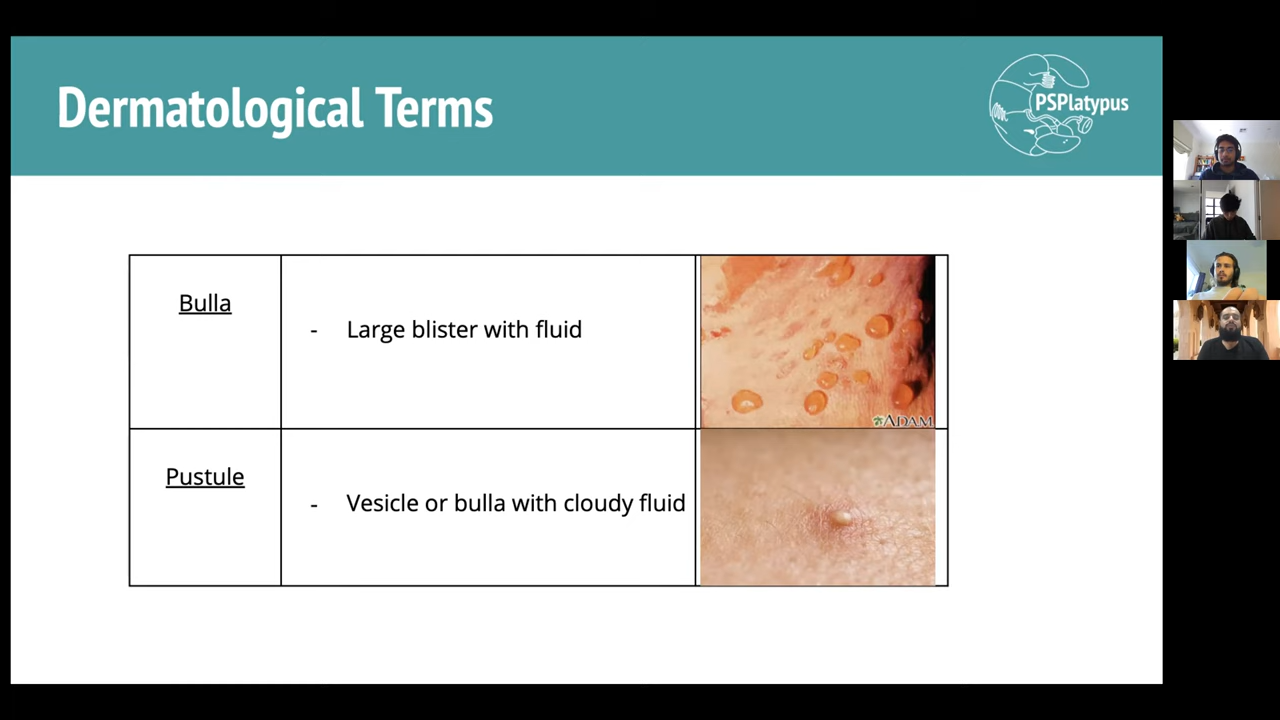 Dermatological Terms
PSPlatypus
Bulla
- Large blister with fluid
ADAM
Pustule
- Vesicle or bulla with cloudy fluid